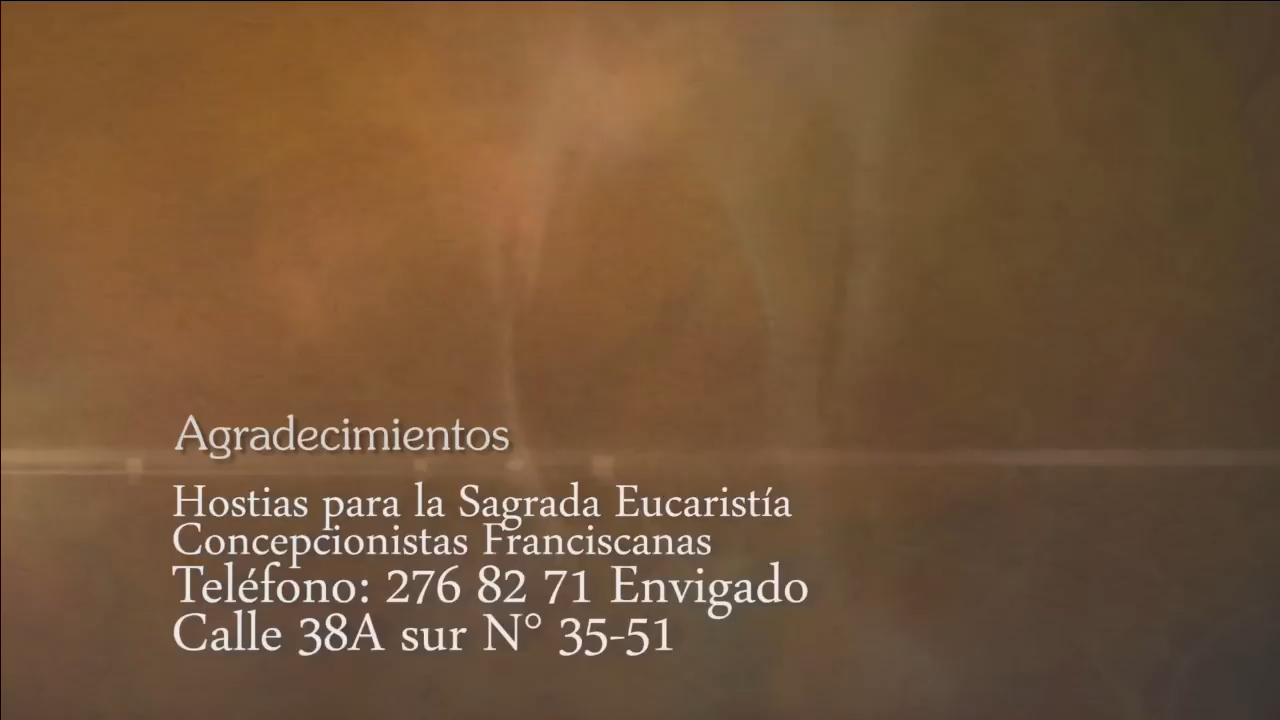 Agradecimientos
Hostias para la Sagrada Eucaristía
Concepcionistas Franciscanas
Teléfono: 276 82 71 Envigado
Calle 38A sur N° 35-51